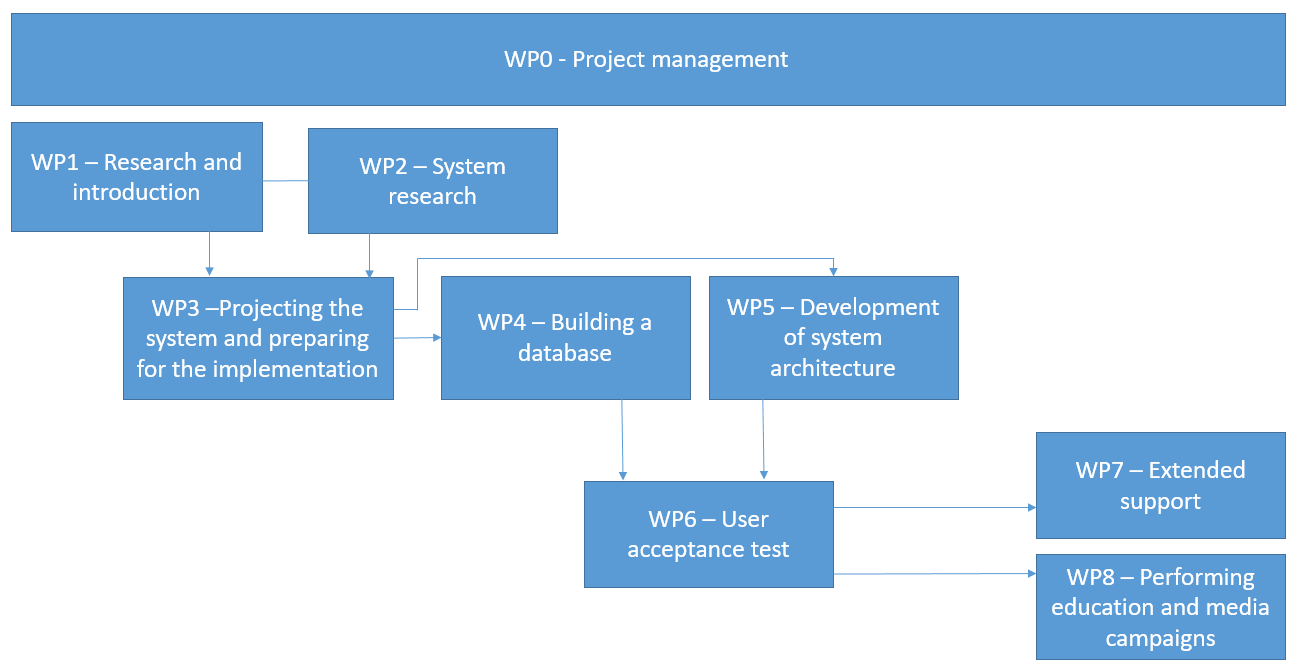 WP0 - Project management
WP1 – Research and
introduction
WP2 – System
research
WP3 –Projecting the
system and preparing
for the implementation
WP4 – Building a
database
WP5 – Development
of system
architecture
WP6 – User
acceptance test
WP7 – Extended
support
WP8 – Performing
education and media
campaigns